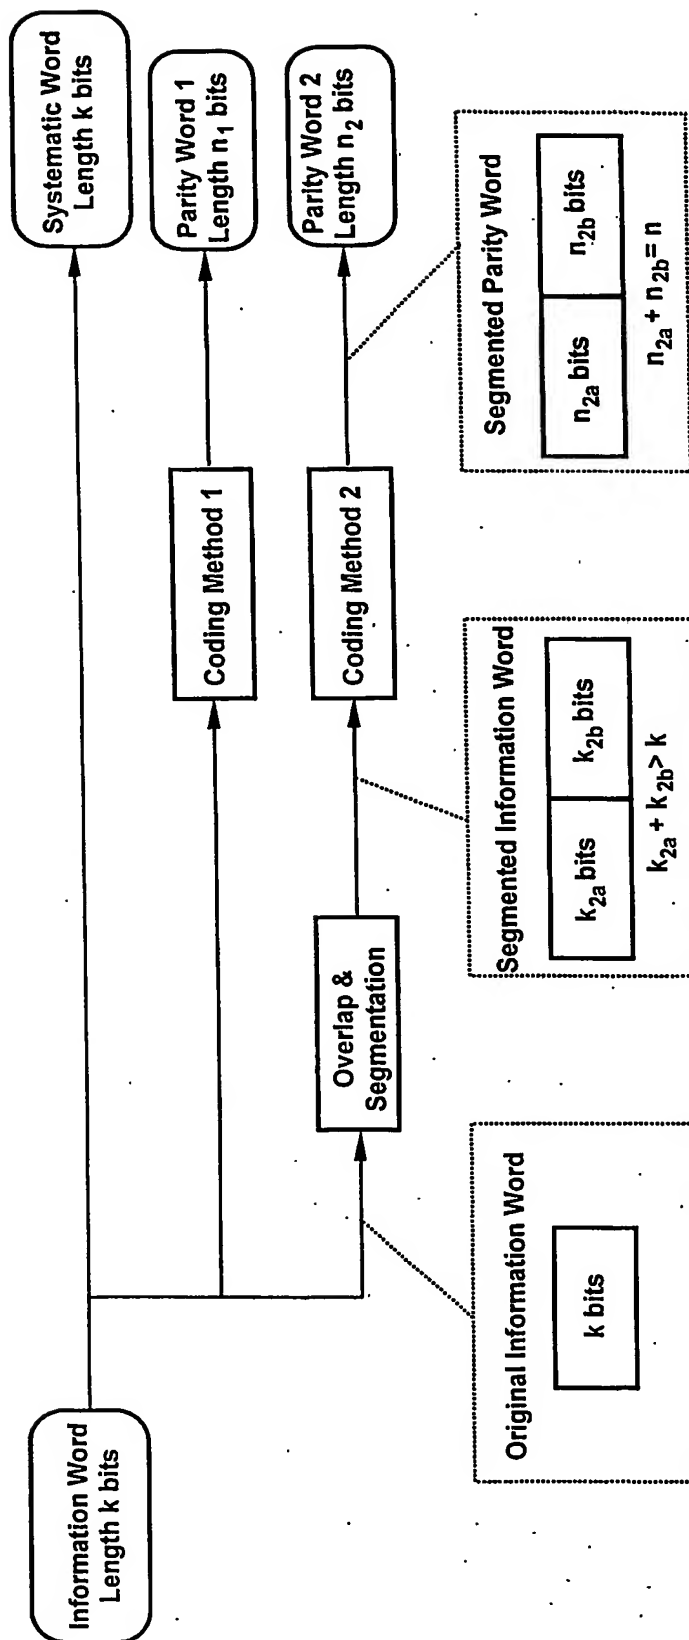 Information Word
Length k bits
Systematic Word
Length k bits
Coding Method 1
Parity Word 1
Length n₁ bits
Overlap &
Segmentation
Coding Method 2
Parity Word 2
Length n₂ bits
Original Information Word
k bits
Segmented Information Word
k₂ₐ bits
k₂b bits
k₂ₐ + k₂b > k
Segmented Parity Word
n₂ₐ bits
n₂b bits
n₂ₐ + n₂b = n